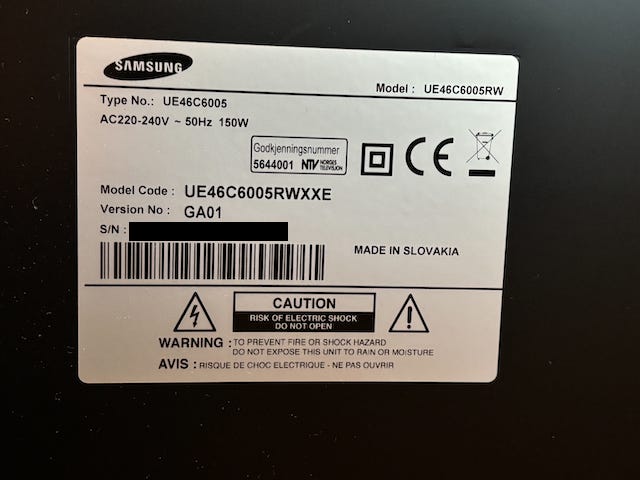 SAMSUNG
Model : UE46C6005RW
Type No.: UE46C6005
AC220-240V ~ 50Hz 150W
Godkjenningsnummer
5644001 NTV NORGES TELEVISJON
CE
Model Code : UE46C6005RWXXE
Version No : GA01
S/N :
MADE IN SLOVAKIA
CAUTION
RISK OF ELECTRIC SHOCK
DO NOT OPEN
WARNING : TO PREVENT FIRE OR SHOCK HAZARD
DO NOT EXPOSE THIS UNIT TO RAIN OR MOISTURE
AVIS : RISQUE DE CHOC ELECTRIQUE - NE PAS OUVRIR